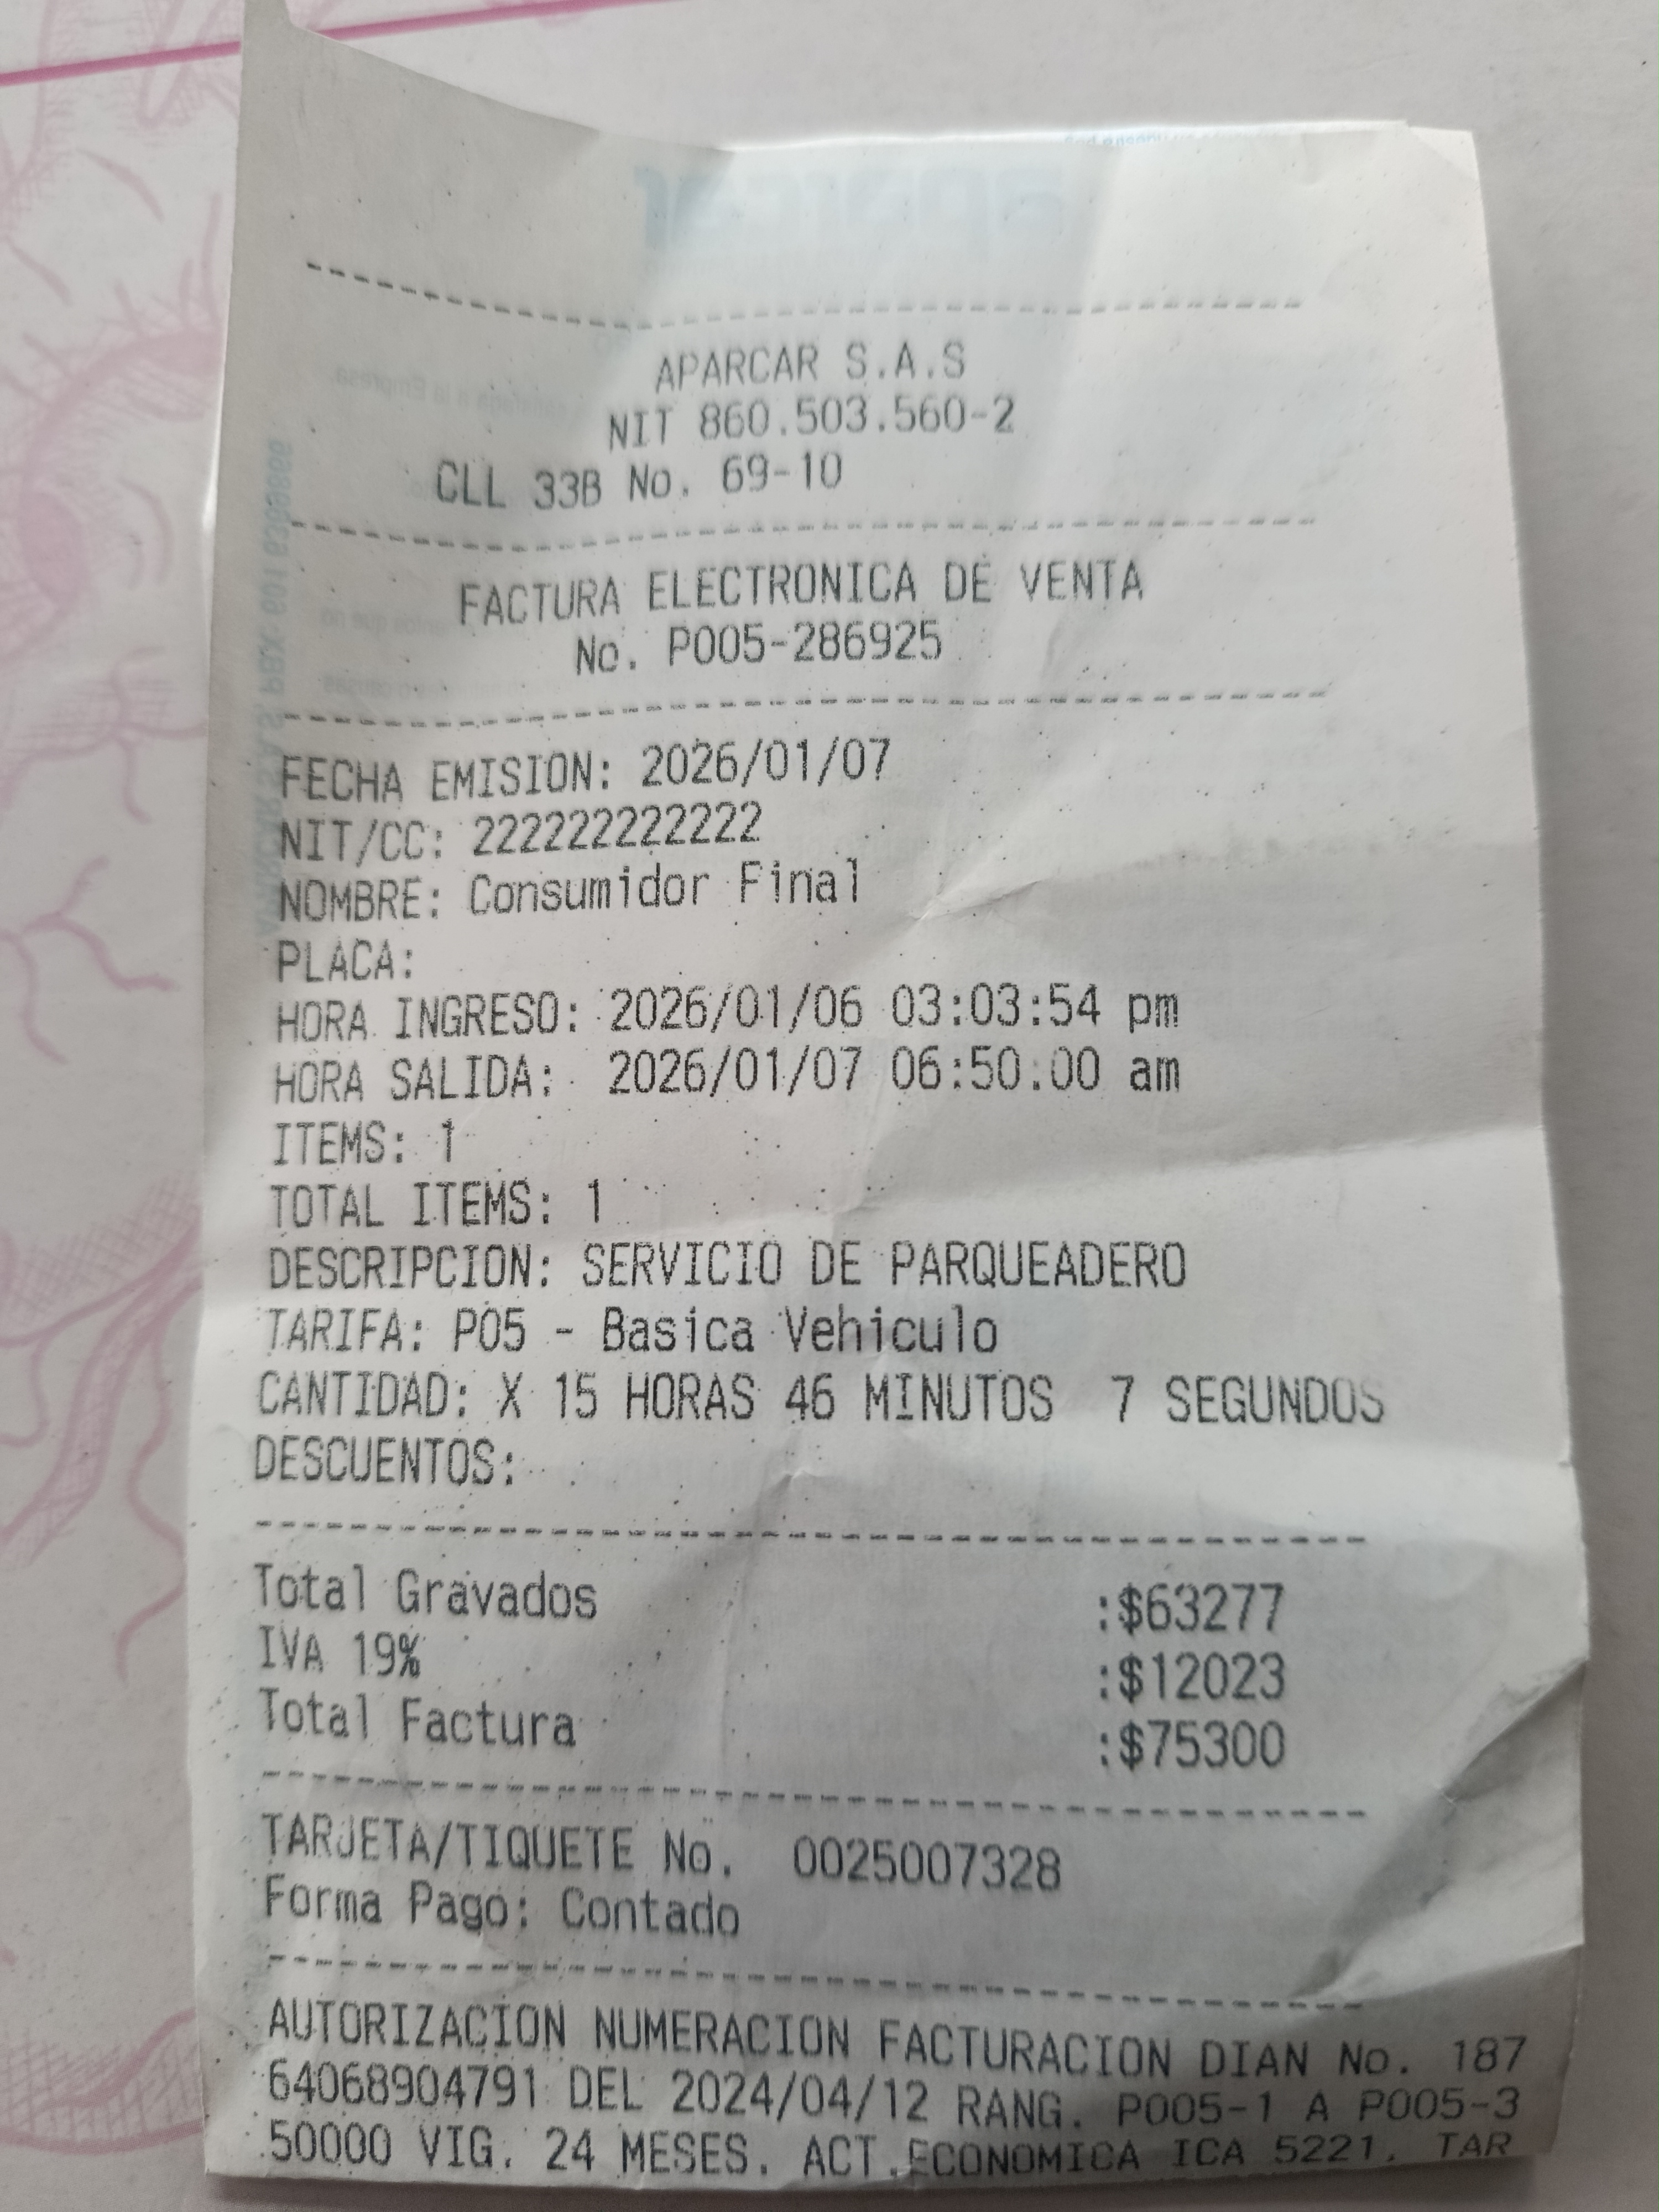 APARCAR S.A.S
NIT 860.503.560-2
CLL 33B No. 69-10
FACTURA ELECTRONICA DE VENTA
No. P005-286925
FECHA EMISION: 2026/01/07
NIT/CC: 222222222222
NOMBRE: Consumidor Final
PLACA:
HORA INGRESO: 2026/01/06 03:03:54 pm
HORA SALIDA: 2026/01/07 06:50:00 am
ITEMS: 1
TOTAL ITEMS: 1
DESCRIPCION: SERVICIO DE PARQUEADERO
TARIFA: P05 - Basica Vehiculo
CANTIDAD: X 15 HORAS 46 MINUTOS 7 SEGUNDOS
DESCUENTOS:
Total Gravados :$63277
IVA 19% :$12023
Total Factura :$75300
TARJETA/TIQUETE No. 0025007328
Forma Pago: Contado
AUTORIZACION NUMERACION FACTURACION DIAN No. 187
64068904791 DEL 2024/04/12 RANG. P005-1 A P005-3
50000 VIG. 24 MESES. ACT.ECONOMICA ICA 5221. TAR